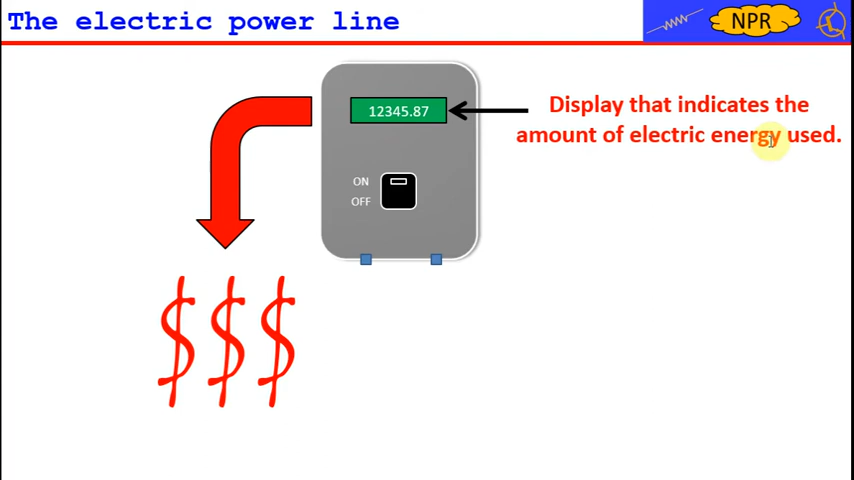 The electric power line
NPR
12345.87
Display that indicates the
amount of electric energy used.
ON
OFF
$$$